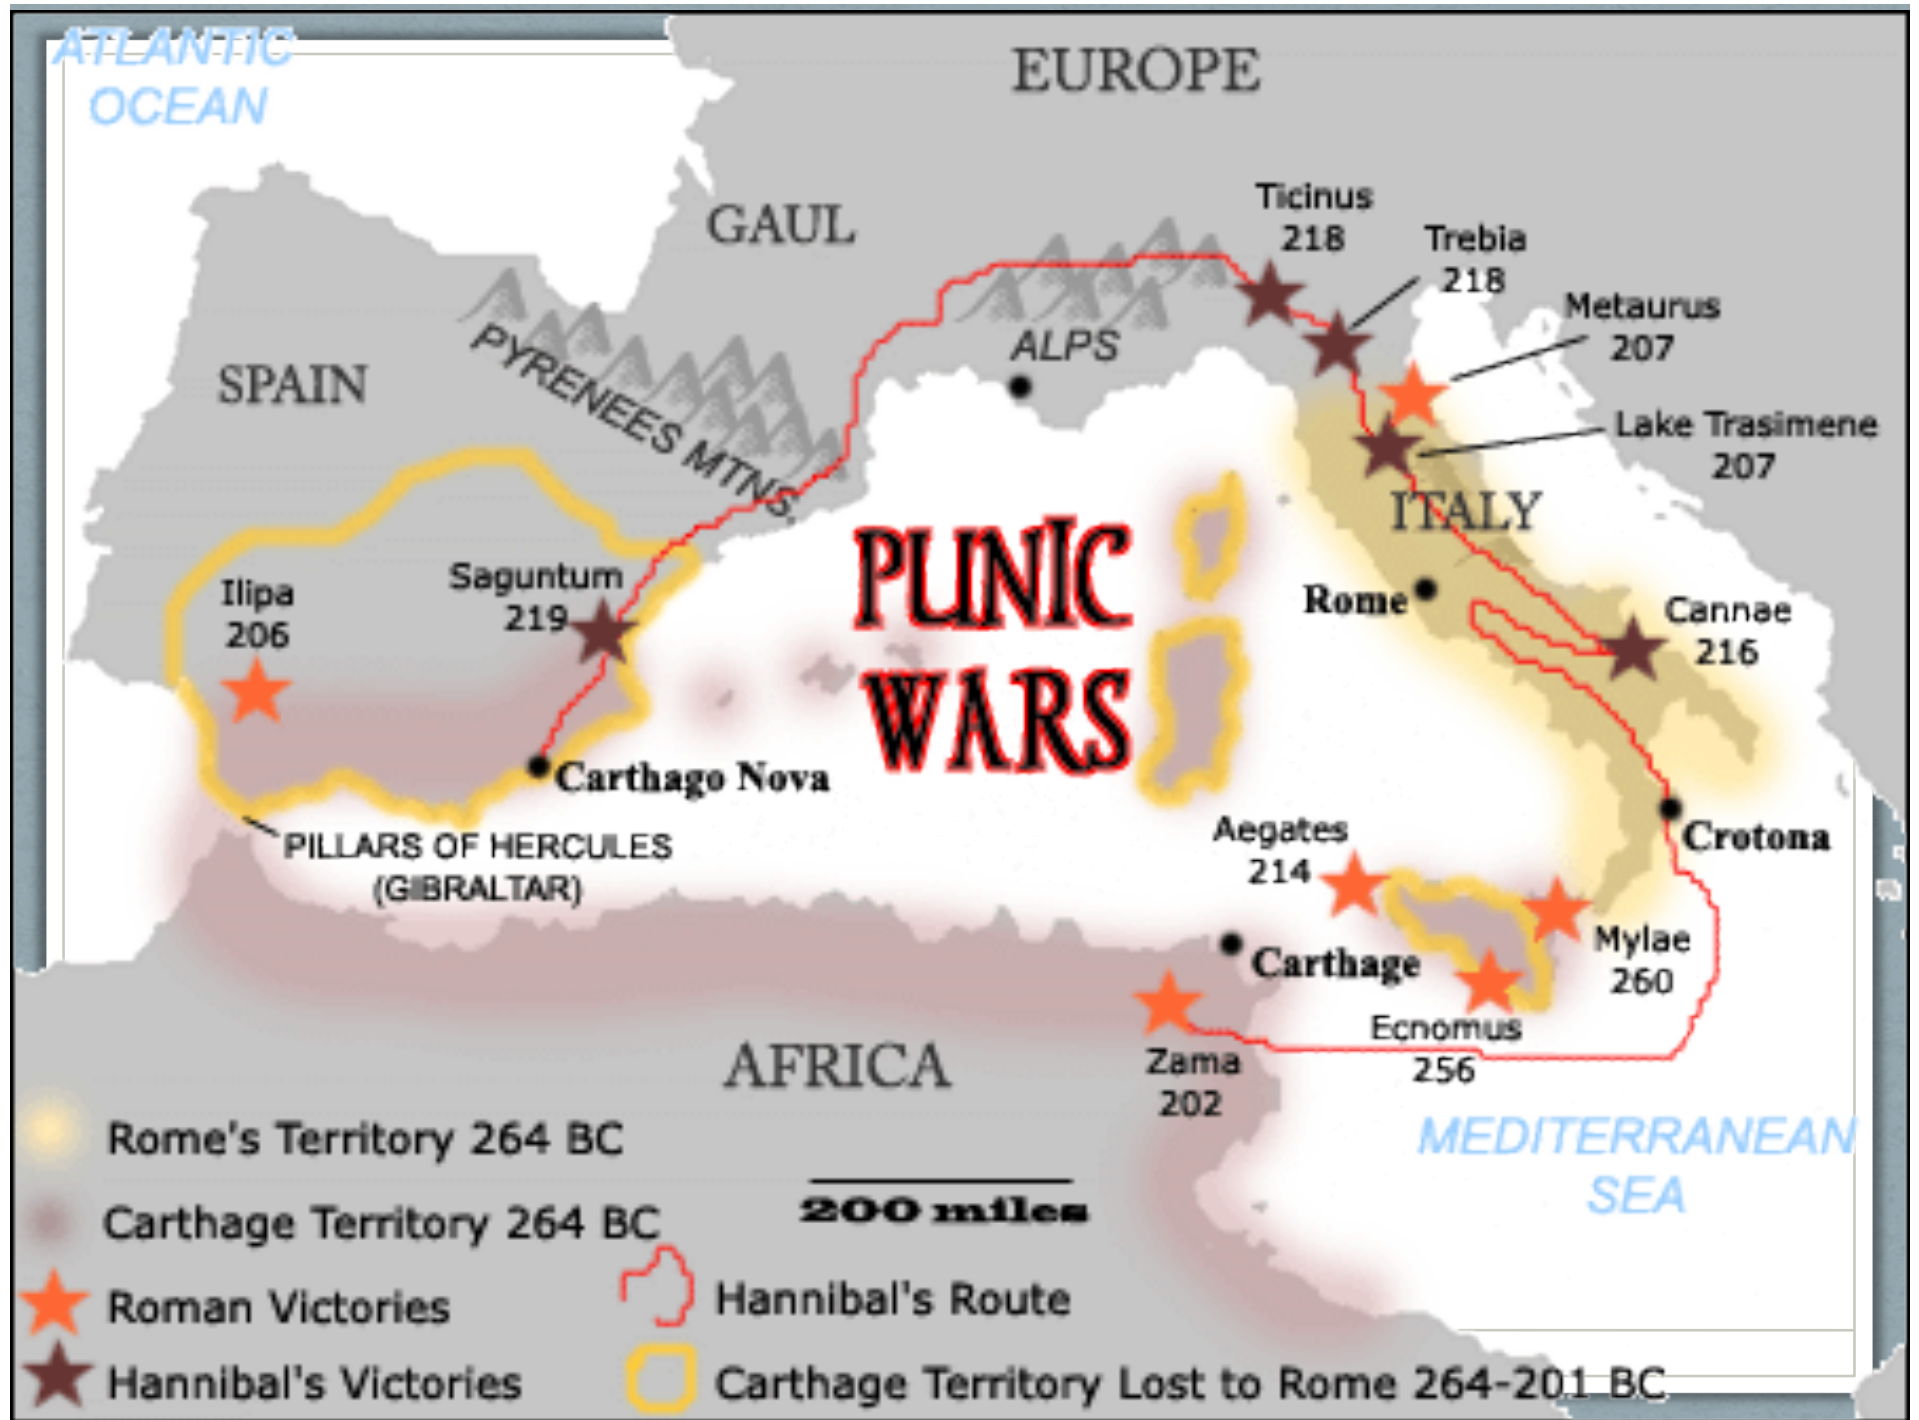 ATLANTIC
OCEAN
EUROPE
GAUL
Ticinus
218
Trebia
218
Metaurus
207
ALPS
PYRENEES MTNS.
SPAIN
Lake Trasimene
207
ITALY
PUNIC
WARS
Saguntum
219
Ilipa
206
Rome
Cannae
216
Carthago Nova
Crotona
PILLARS OF HERCULES
(GIBRALTAR)
Aegates
214
Carthage
Mylae
260
Ecnomus
256
Zama
202
AFRICA
MEDITERRANEAN
SEA
Rome's Territory 264 BC
200 miles
Carthage Territory 264 BC
Roman Victories
Hannibal's Route
Hannibal's Victories
Carthage Territory Lost to Rome 264-201 BC